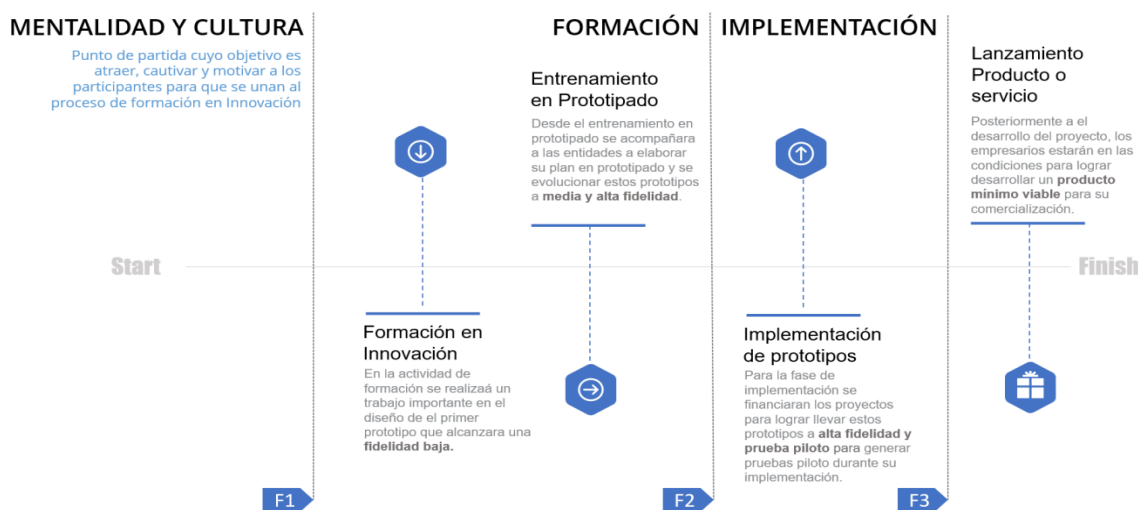 MENTALIDAD Y CULTURA
Punto de partida cuyo objetivo es
atraer, cautivar y motivar a los
participantes para que se unan al
proceso de formación en Innovación
FORMACIÓN
Entrenamiento
en Prototipado
Desde el entrenamiento en
prototipado se acompañara
a las entidades a elaborar
su plan en prototipado y se
evolucionar estos prototipos
a media y alta fidelidad.
IMPLEMENTACIÓN
Lanzamiento
Producto o
servicio
Posteriormente a el
desarrollo del proyecto, los
empresarios estarán en las
condiciones para lograr
desarrollar un producto
mínimo viable para su
comercialización.
Start
Finish
Formación en
Innovación
En la actividad de
formación se realizaá un
trabajo importante en el
diseño de el primer
prototipo que alcanzara una
fidelidad baja.
Implementación
de prototipos
Para la fase de
implementación se
financiaran los proyectos
para lograr llevar estos
prototipos a alta fidelidad y
prueba piloto para generar
pruebas piloto durante su
implementación.
F1
F2
F3